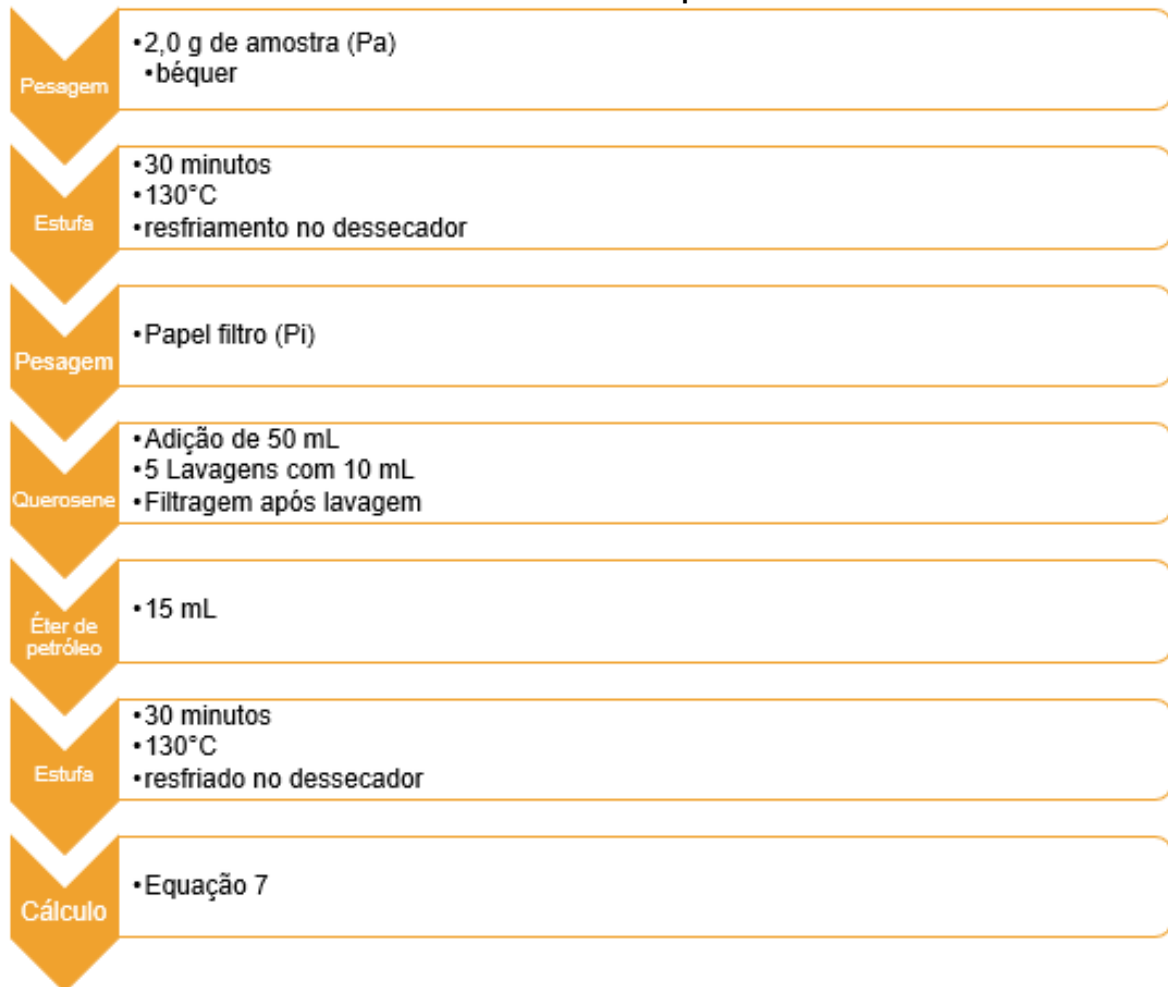 Pesagem
•2,0 g de amostra (Pa)
•béquer
Estufa
•30 minutos
•130°C
•resfriamento no dessecador
Pesagem
•Papel filtro (Pi)
Querosene
•Adição de 50 mL
•5 Lavagens com 10 mL
•Filtragem após lavagem
Éter de
petróleo
•15 mL
Estufa
•30 minutos
•130°C
•resfriado no dessecador
Cálculo
•Equação 7